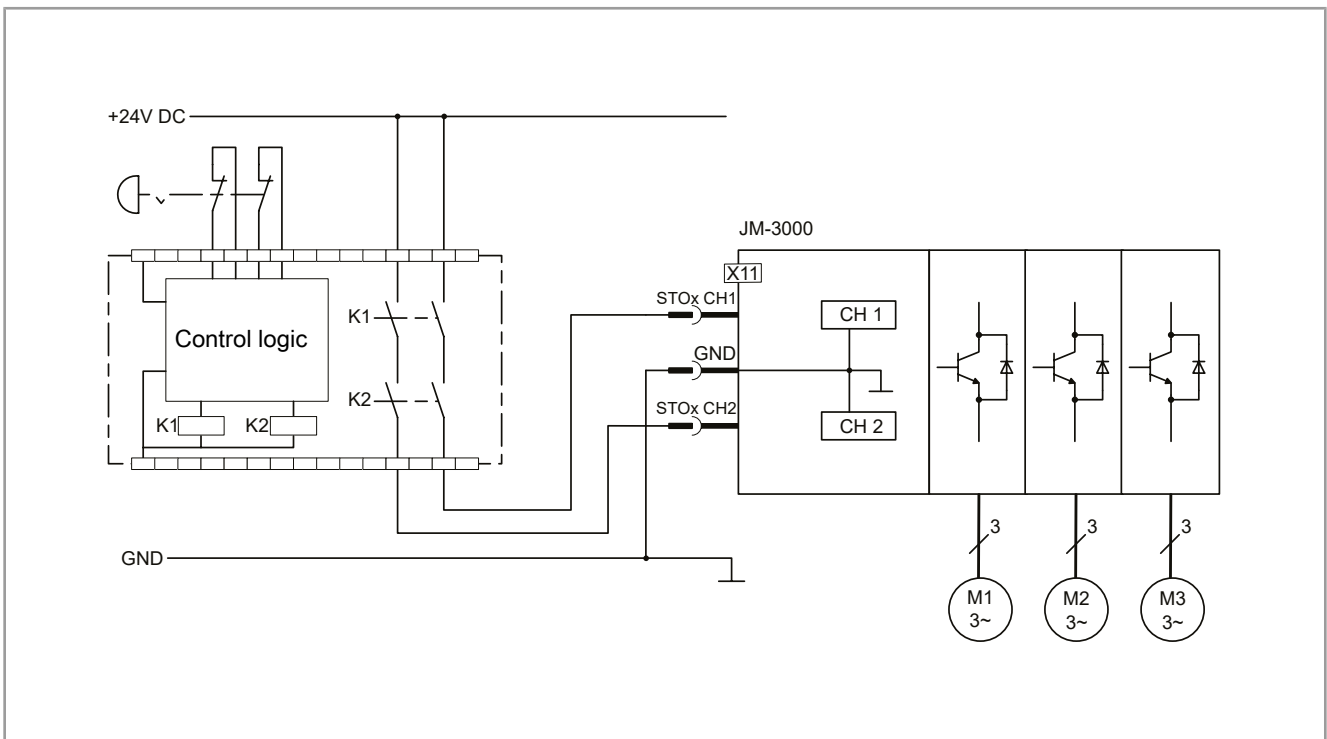 +24V DC
JM-3000
X11
STOx CH1
K1
CH 1
Control logic
GND
K2
STOx CH2
K1
K2
CH 2
3
3
3
GND
M1
3~
M2
3~
M3
3~